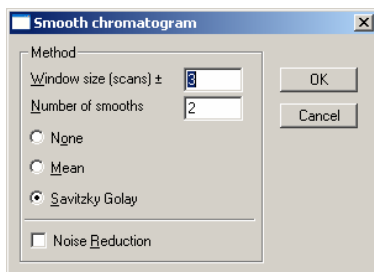 Smooth chromatogram
Method
Window size (scans) ± 3
Number of smooths 2
None
Mean
Savitzky Golay
Noise Reduction
OK
Cancel